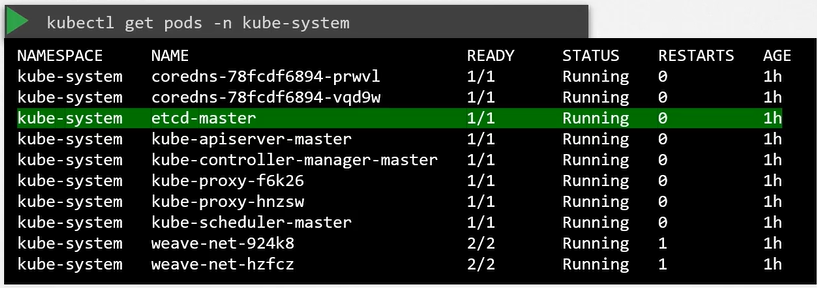 kubectl get pods -n kube-system
NAMESPACE NAME READY STATUS RESTARTS AGE
kube-system coredns-78fcdf6894-prwvl 1/1 Running 0 1h
kube-system coredns-78fcdf6894-vqd9w 1/1 Running 0 1h
kube-system etcd-master 1/1 Running 0 1h
kube-system kube-apiserver-master 1/1 Running 0 1h
kube-system kube-controller-manager-master 1/1 Running 0 1h
kube-system kube-proxy-f6k26 1/1 Running 0 1h
kube-system kube-proxy-hnzsw 1/1 Running 0 1h
kube-system kube-scheduler-master 1/1 Running 0 1h
kube-system weave-net-924k8 2/2 Running 1 1h
kube-system weave-net-hzfcz 2/2 Running 1 1h